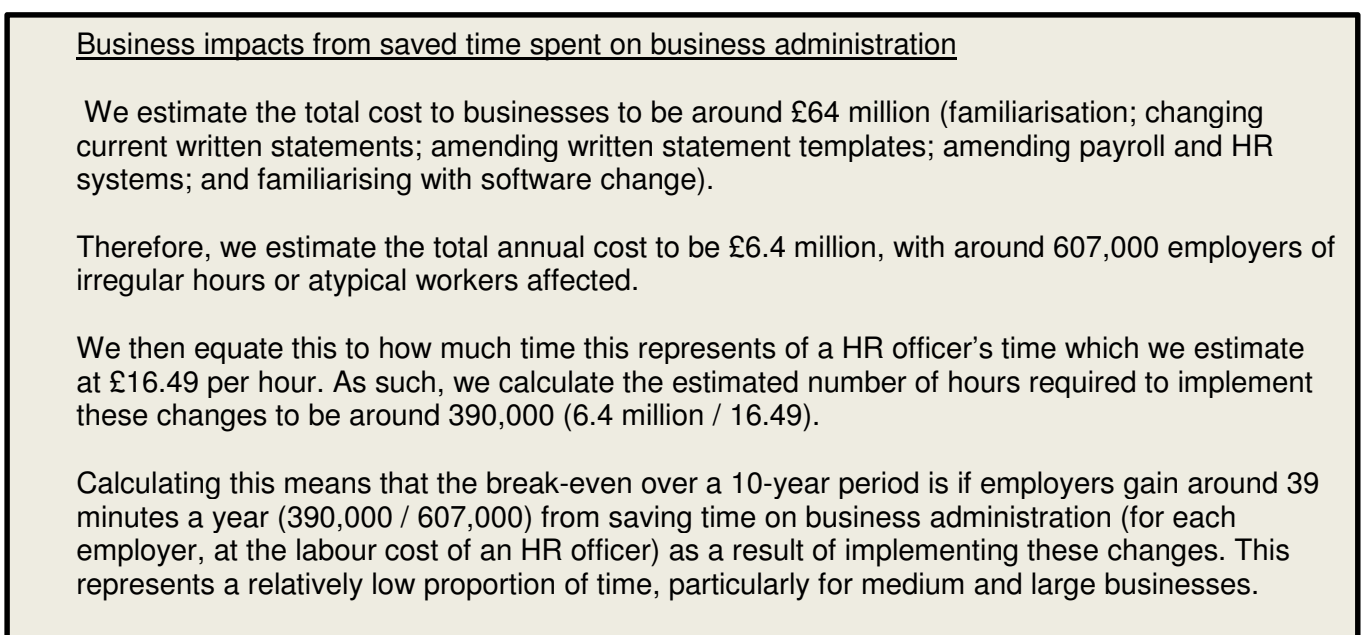 Business impacts from saved time spent on business administration
We estimate the total cost to businesses to be around £64 million (familiarisation; changing
current written statements; amending written statement templates; amending payroll and HR
systems; and familiarising with software change).
Therefore, we estimate the total annual cost to be £6.4 million, with around 607,000 employers of
irregular hours or atypical workers affected.
We then equate this to how much time this represents of a HR officer's time which we estimate
at £16.49 per hour. As such, we calculate the estimated number of hours required to implement
these changes to be around 390,000 (6.4 million / 16.49).
Calculating this means that the break-even over a 10-year period is if employers gain around 39
minutes a year (390,000 / 607,000) from saving time on business administration (for each
employer, at the labour cost of an HR officer) as a result of implementing these changes. This
represents a relatively low proportion of time, particularly for medium and large businesses.